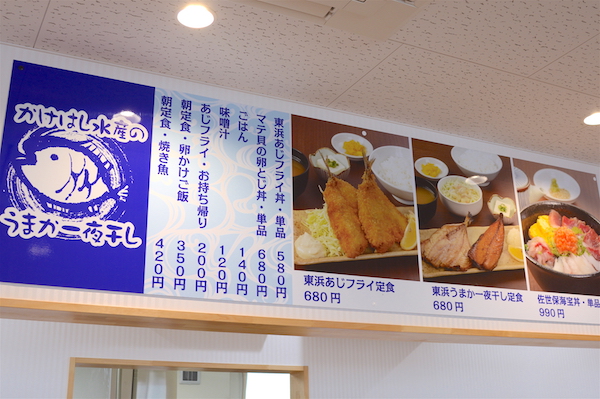 かけはし水産の
うまか一夜干し
東浜あじフライ丼・単品 580円
マテ貝の卵とじ丼・単品 680円
ごはん 140円
味噌汁 120円
あじフライ・お持ち帰り 200円
朝定食・卵かけご飯 350円
朝定食・焼き魚 420円
東浜あじフライ定食
680円
東浜うまか一夜干し定食
680円
佐世保海宝丼・単品
990円